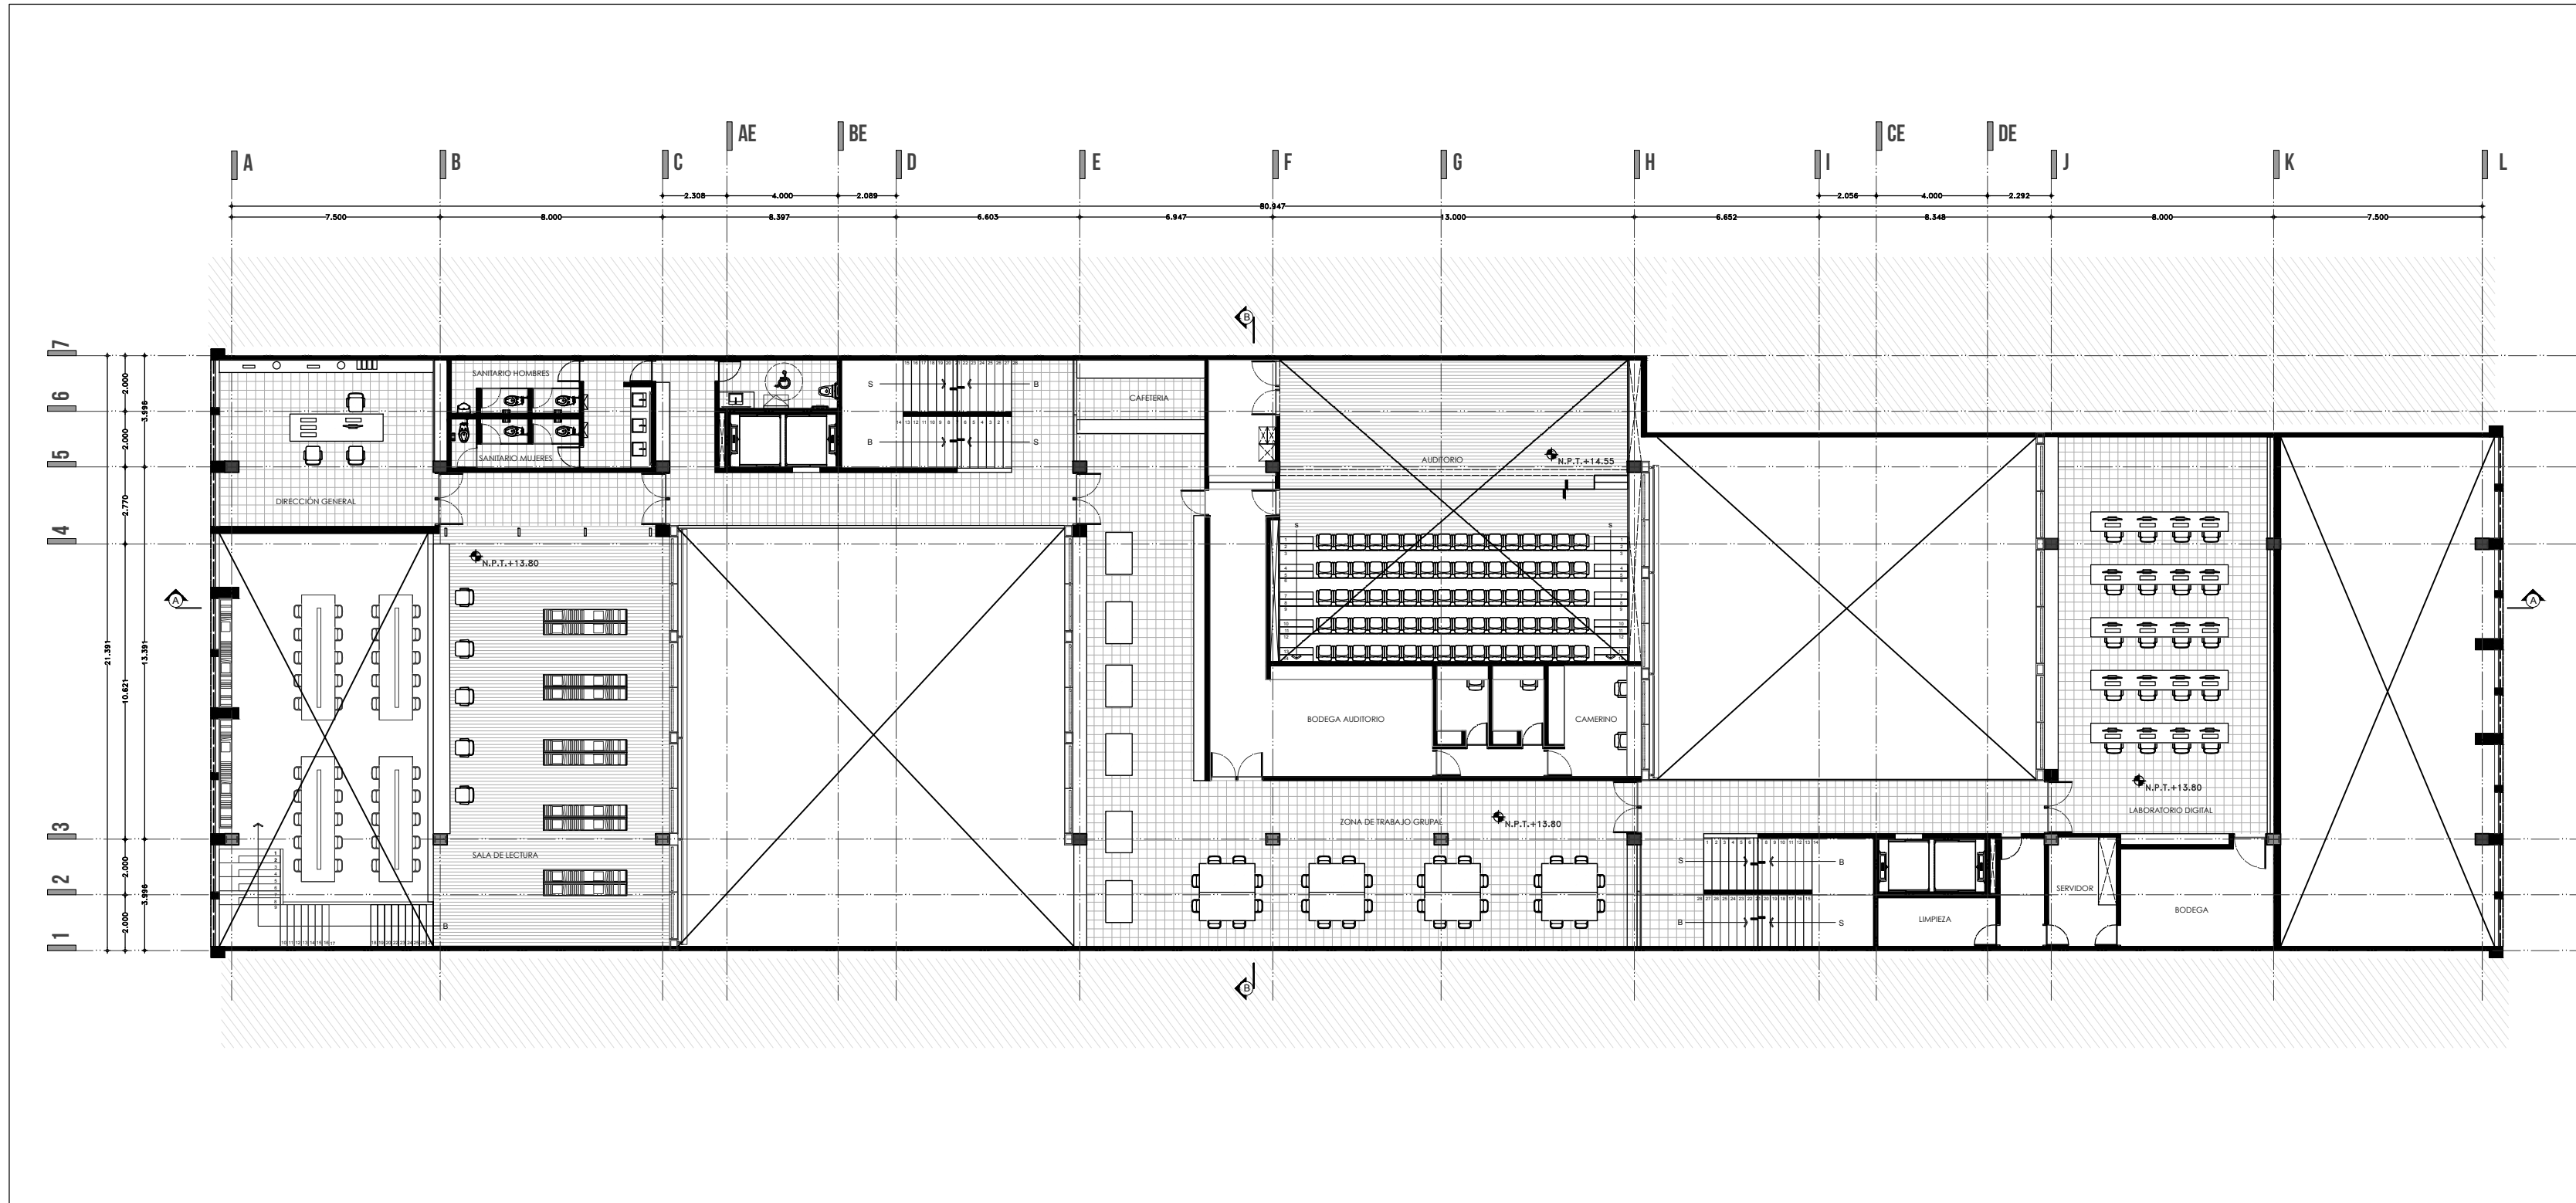 AE BE CE DE
A B C D E F G H I J K L
2.308 4.000 2.089 2.056 4.000 2.292
80.947
7.500 8.000 8.397 6.603 6.947 13.000 6.652 8.348 8.000 7.500
7
6
5
4
3
2
1
2.000
3.998
2.000
2.770
21.391
10.621
13.391
2.000
3.998
2.000
B
SANITARIO HOMBRES
S B
CAFETERIA
B S
SANITARIO MUJERES
AUDITORIO
N.P.T.+14.55
DIRECCIÓN GENERAL
S S
N.P.T.+13.80
A A
BODEGA AUDITORIO
CAMERINO
N.P.T.+13.80
LABORATORIO DIGITAL
ZONA DE TRABAJO GRUPAL
N.P.T.+13.80
SALA DE LECTURA
S B
SERVIDOR
BODEGA
LIMPIEZA
B
B S
B